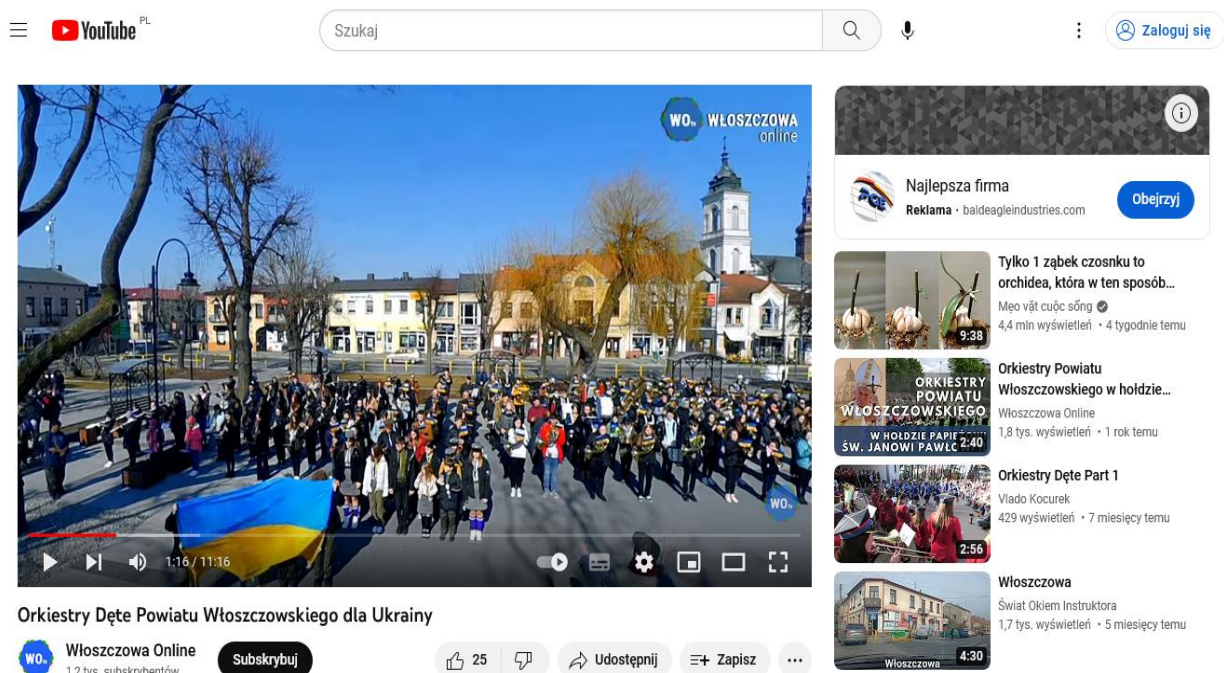 YouTube PL
Szukaj
Zaloguj się
WO.tv WŁOSZCZOWA
online
WO.tv
1:16 / 11:16
Orkiestry Dęte Powiatu Włoszczowskiego dla Ukrainy
WO.tv
Włoszczowa Online
1,2 tys. subskrybentów
Subskrybuj
25
Udostępnij
Zapisz
PGE
Najlepsza firma
Reklama · baldeagleindustries.com
Obejrzyj
9:38
Tylko 1 ząbek czosnku to
orchidea, która w ten sposób...
Mẹo vặt cuộc sống
4,4 mln wyświetleń • 4 tygodnie temu
ORKIESTRY
POWIATU
WŁOSZCZOWSKIEGO
W HOŁDZIE
ŚW. JANOWI
2:40
Orkiestry Powiatu
Włoszczowskiego w hołdzie...
Włoszczowa Online
1,8 tys. wyświetleń • 1 rok temu
2:56
Orkiestry Dęte Part 1
Vlado Kocurek
429 wyświetleń • 7 miesięcy temu
Włoszczowa
4:30
Włoszczowa
Świat Okiem Instruktora
1,7 tys. wyświetleń • 5 miesięcy temu